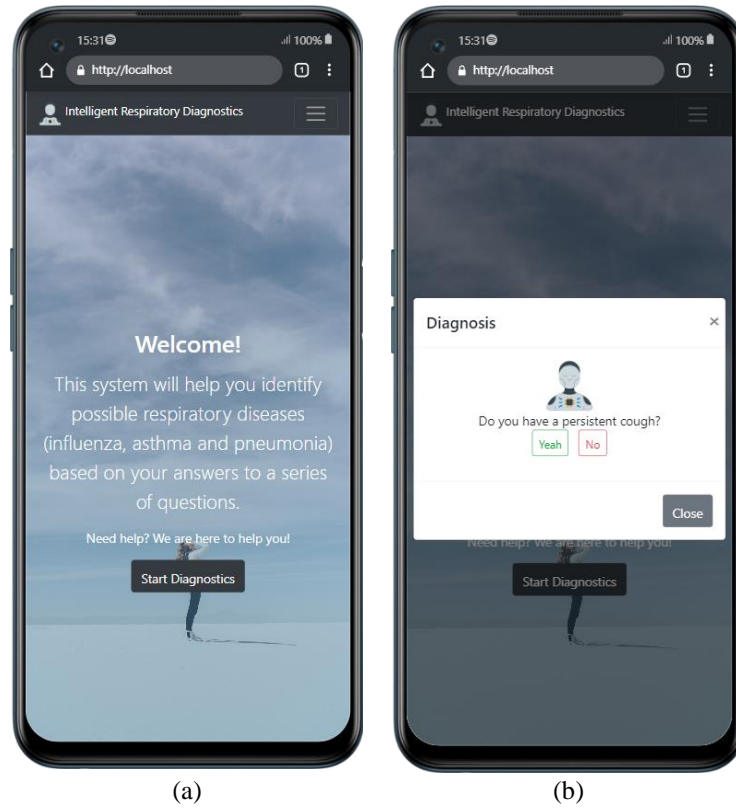 15:31
100%
http://localhost
1
Intelligent Respiratory Diagnostics
Welcome!
This system will help you identify
possible respiratory diseases
(influenza, asthma and pneumonia)
based on your answers to a series
of questions.
Need help? We are here to help you!
Start Diagnostics
(a)
15:31
100%
http://localhost
1
Intelligent Respiratory Diagnostics
Diagnosis
×
Do you have a persistent cough?
Yeah
No
Close
Need help? We are here to help you!
Start Diagnostics
(b)